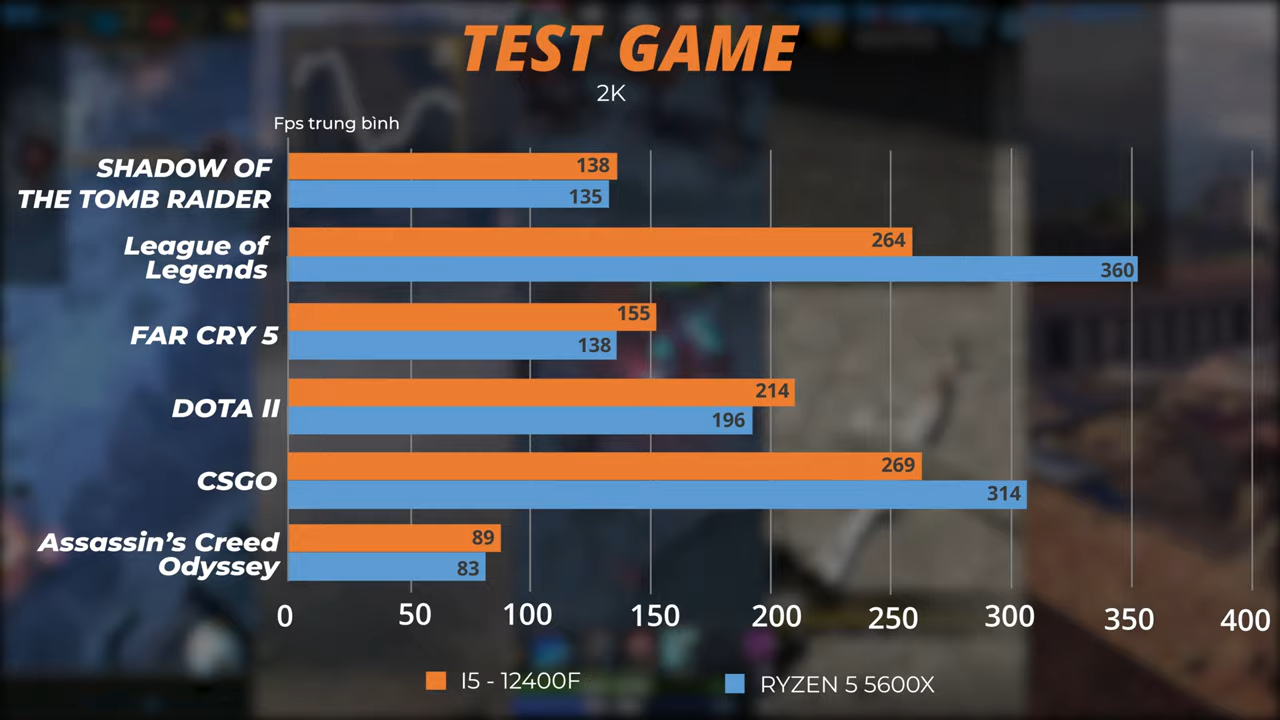 TEST GAME
2K
Fps trung bình
SHADOW OF
THE TOMB RAIDER
138
135
League of
Legends
264
360
FAR CRY 5
155
138
DOTA II
214
196
CSGO
269
314
Assassin's Creed
Odyssey
89
83
0 50 100 150 200 250 300 350 400
I5 - 12400F
RYZEN 5 5600X